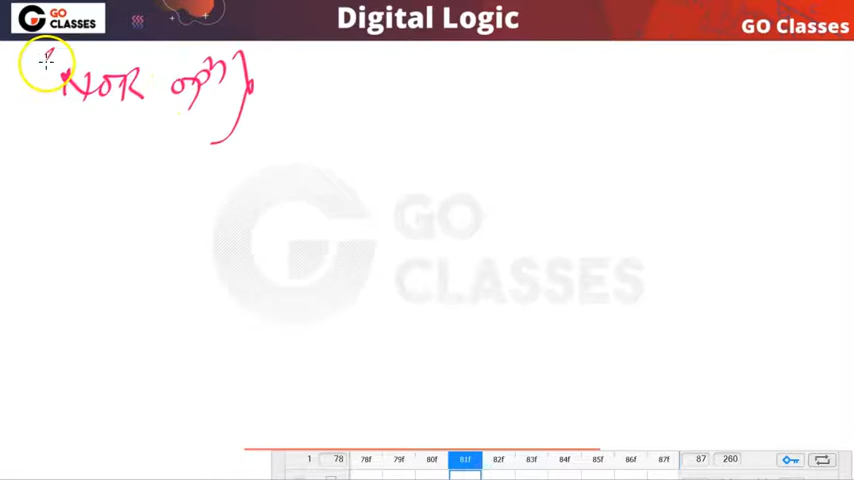 GO
CLASSES
Digital Logic
GO Classes
NOR opn }
GO
CLASSES
1 78 78f 79f 80f 81f 82f 83f 84f 85f 86f 87f 87 260